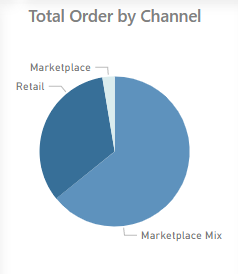 Total Order by Channel
Marketplace
Retail
Marketplace Mix